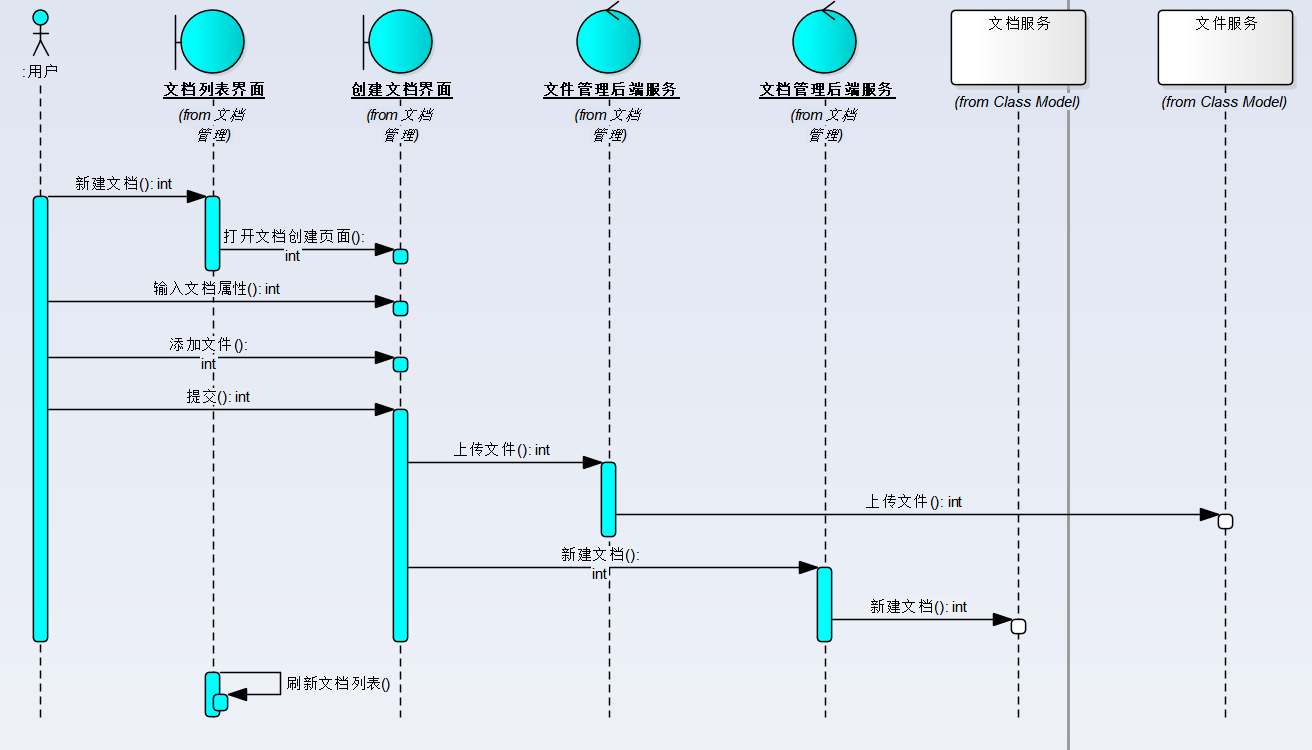 :用户
文档列表界面
(from 文档
管理)
创建文档界面
(from 文档
管理)
文件管理后端服务
(from 文档
管理)
文档管理后端服务
(from 文档
管理)
文档服务
(from Class Model)
文件服务
(from Class Model)
新建文档(): int
打开文档创建页面():
int
输入文档属性(): int
添加文件():
int
提交(): int
上传文件(): int
上传文件(): int
新建文档():
int
新建文档(): int
刷新文档列表()